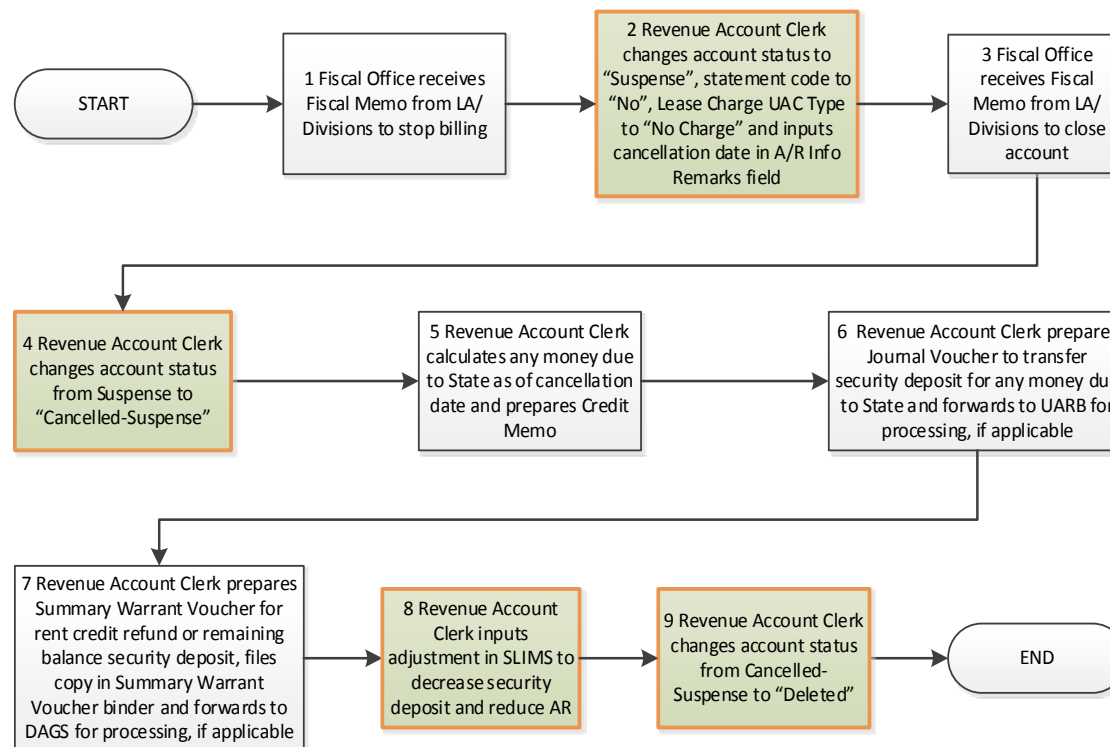 START
1 Fiscal Office receives
Fiscal Memo from LA/
Divisions to stop billing
2 Revenue Account Clerk
changes account status to
“Suspense”, statement code to
“No”, Lease Charge UAC Type
to “No Charge” and inputs
cancellation date in A/R Info
Remarks field
3 Fiscal Office
receives Fiscal
Memo from LA/
Divisions to close
account
4 Revenue Account Clerk
changes account status
from Suspense to
“Cancelled-Suspense”
5 Revenue Account Clerk
calculates any money due
to State as of cancellation
date and prepares Credit
Memo
6 Revenue Account Clerk prepare
Journal Voucher to transfer
security deposit for any money du
to State and forwards to UARB for
processing, if applicable
7 Revenue Account Clerk prepares
Summary Warrant Voucher for
rent credit refund or remaining
balance security deposit, files
copy in Summary Warrant
Voucher binder and forwards to
DAGS for processing, if applicable
8 Revenue Account
Clerk inputs
adjustment in SLIMS to
decrease security
deposit and reduce AR
9 Revenue Account Clerk
changes account status
from Cancelled-
Suspense to “Deleted”
END